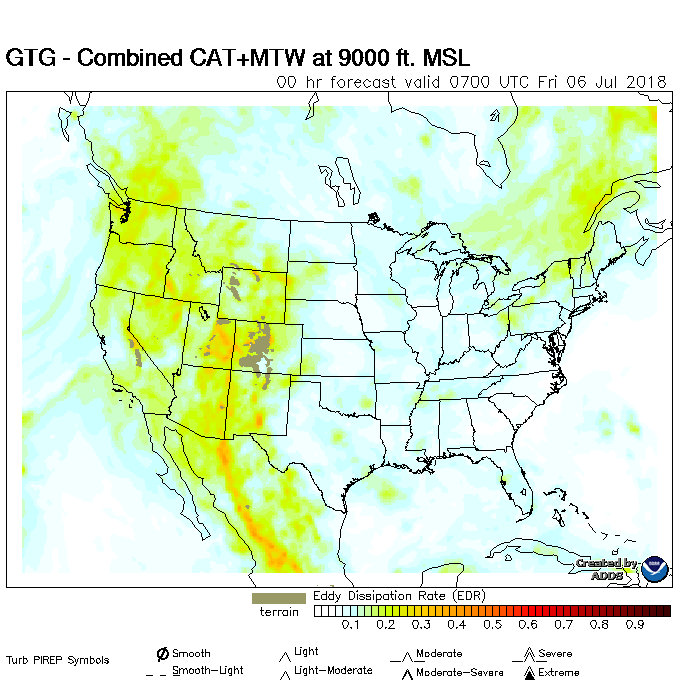 GTG - Combined CAT+MTW at 9000 ft. MSL
00 hr forecast valid 0700 UTC Fri 06 Jul 2018
Created by
ADDS
Eddy Dissipation Rate (EDR)
terrain
0.1 0.2 0.3 0.4 0.5 0.6 0.7 0.8 0.9
Turb PIREP Symbols
Smooth Light Moderate Severe
Smooth-Light Light-Moderate Moderate-Severe Extreme